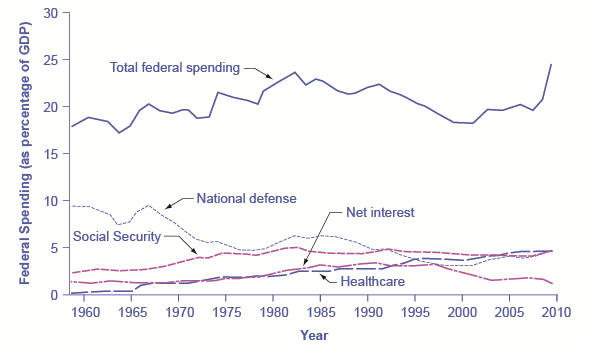 Federal Spending (as percentage of GDP)
30
25
20
15
10
5
0
Total federal spending
National defense
Social Security
Net interest
Healthcare
1960 1965 1970 1975 1980 1985 1990 1995 2000 2005 2010
Year